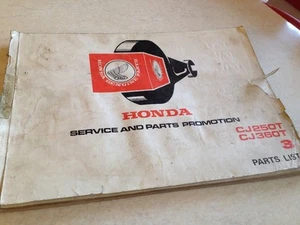 HONDA
SERVICE AND PARTS PROMOTION
CJ250T
CJ360T
3
PARTS LIST